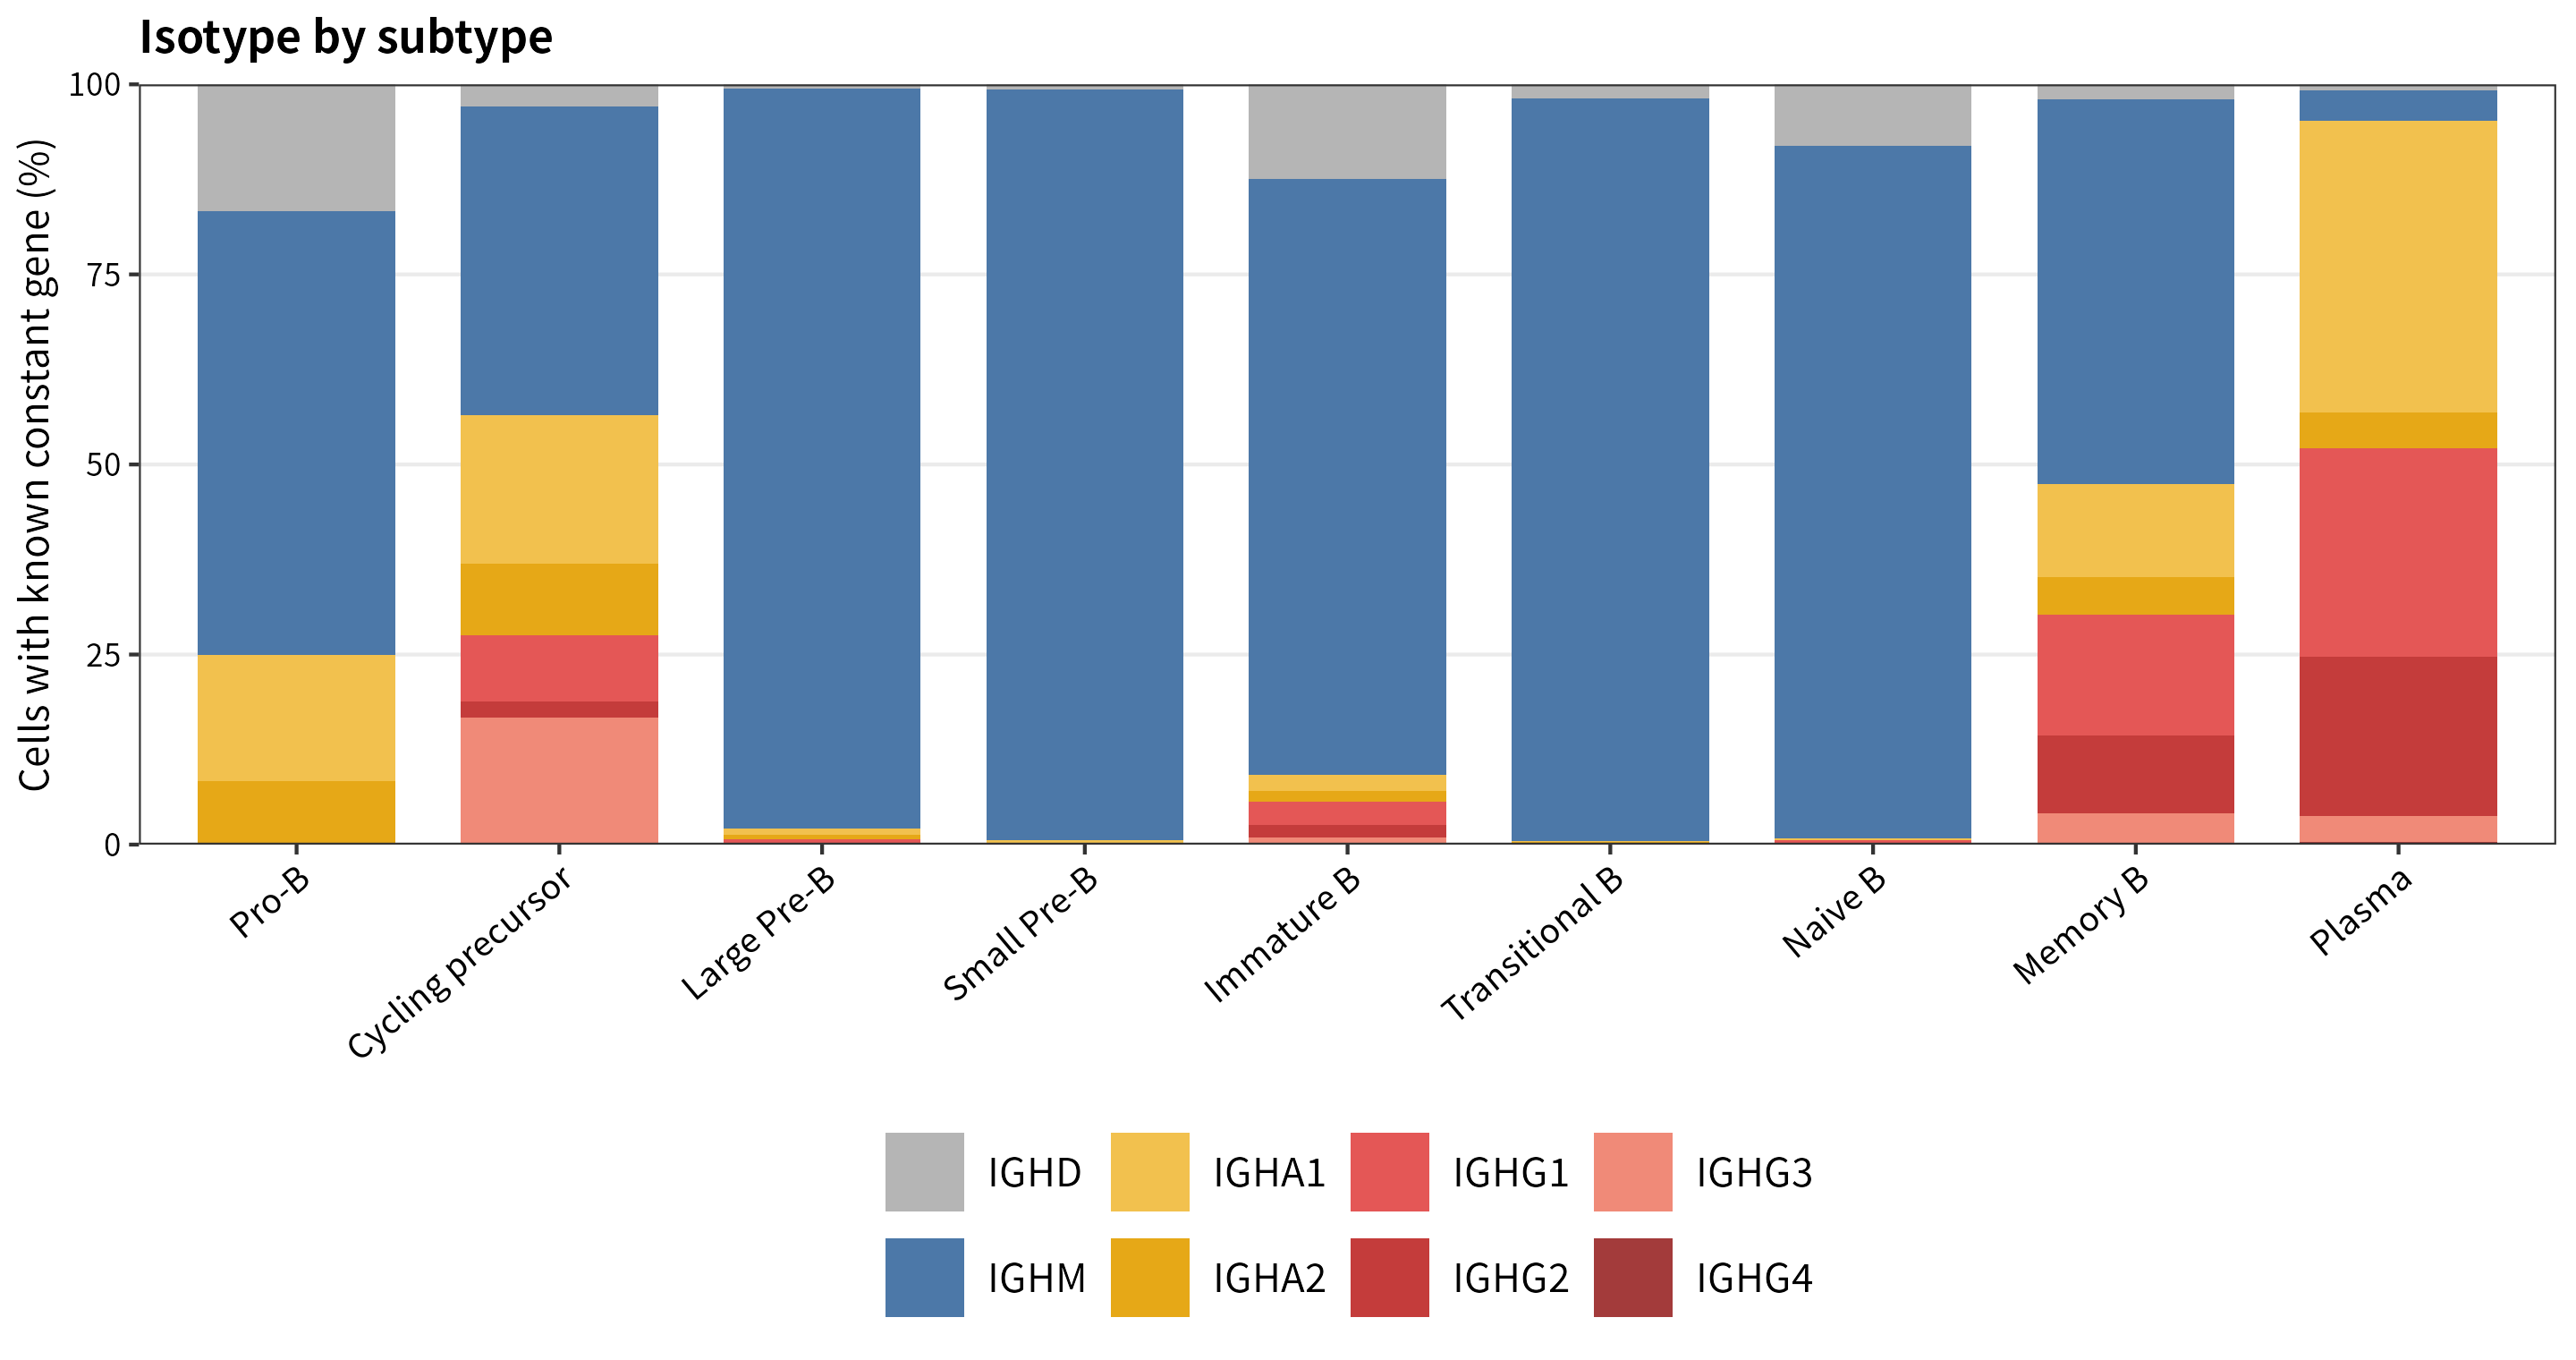 Isotype by subtype
Cells with known constant gene (%)
100
75
50
25
0
Pro-B
Cycling precursor
Large Pre-B
Small Pre-B
Immature B
Transitional B
Naive B
Memory B
Plasma
IGHD
IGHA1
IGHG1
IGHG3
IGHM
IGHA2
IGHG2
IGHG4